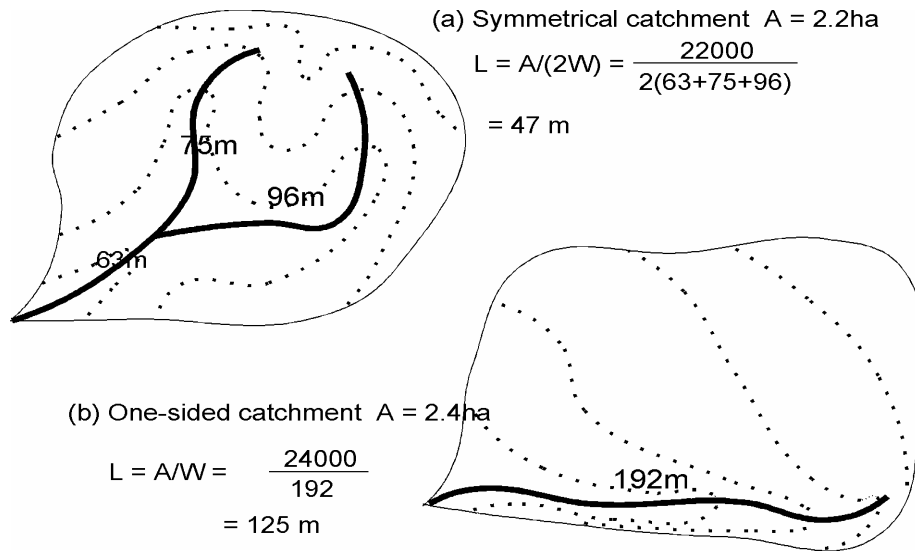 (a) Symmetrical catchment A = 2.2ha
L = A/(2W) = 22000
2(63+75+96)
= 47 m
75m
96m
63m
(b) One-sided catchment A = 2.4ha
L = A/W = 24000
192
= 125 m
192m